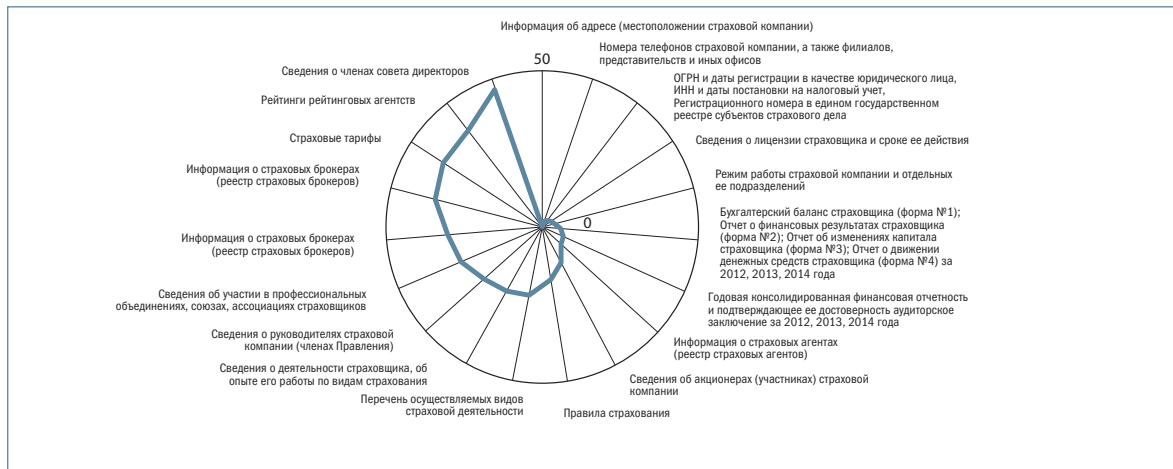 Информация об адресе (местоположении страховой компании)
Номера телефонов страховой компании, а также филиалов,
представительств и иных офисов
50
ОГРН и даты регистрации в качестве юридического лица,
ИНН и даты постановки на налоговый учет,
Регистрационного номера в едином государственном
реестре субъектов страхового дела
Сведения о лицензии страховщика и сроке ее действия
Режим работы страховой компании и отдельных
ее подразделений
Бухгалтерский баланс страховщика (форма №1);
Отчет о финансовых результатах страховщика
(форма №2); Отчет об изменениях капитала
страховщика (форма №3); Отчет о движении
денежных средств страховщика (форма №4) за
2012, 2013, 2014 года
0
Годовая консолидированная финансовая отчетность
и подтверждающее ее достоверность аудиторское
заключение за 2012, 2013, 2014 года
Информация о страховых агентах
(реестр страховых агентов)
Сведения об акционерах (участниках) страховой
компании
Правила страхования
Перечень осуществляемых видов
страховой деятельности
Сведения о деятельности страховщика, об
опыте его работы по видам страхования
Сведения о руководителях страховой
компании (членах Правления)
Сведения об участии в профессиональных
объединениях, союзах, ассоциациях страховщиков
Информация о страховых брокерах
(реестр страховых брокеров)
Информация о страховых брокерах
(реестр страховых брокеров)
Страховые тарифы
Рейтинги рейтинговых агентств
Сведения о членах совета директоров